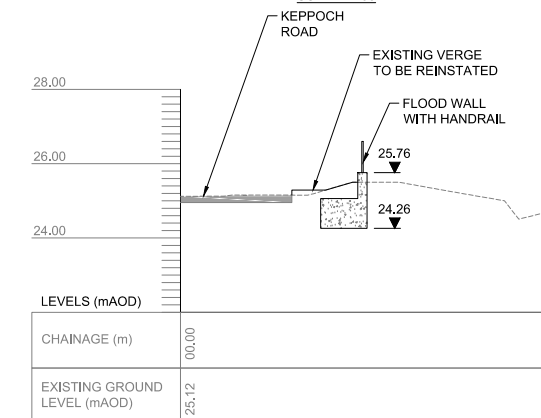 KEPPOCH
ROAD
EXISTING VERGE
TO BE REINSTATED
FLOOD WALL
WITH HANDRAIL
28.00
26.00
25.76
24.26
24.00
LEVELS (mAOD)
CHAINAGE (m)
00.00
EXISTING GROUND
LEVEL (mAOD)
25.12